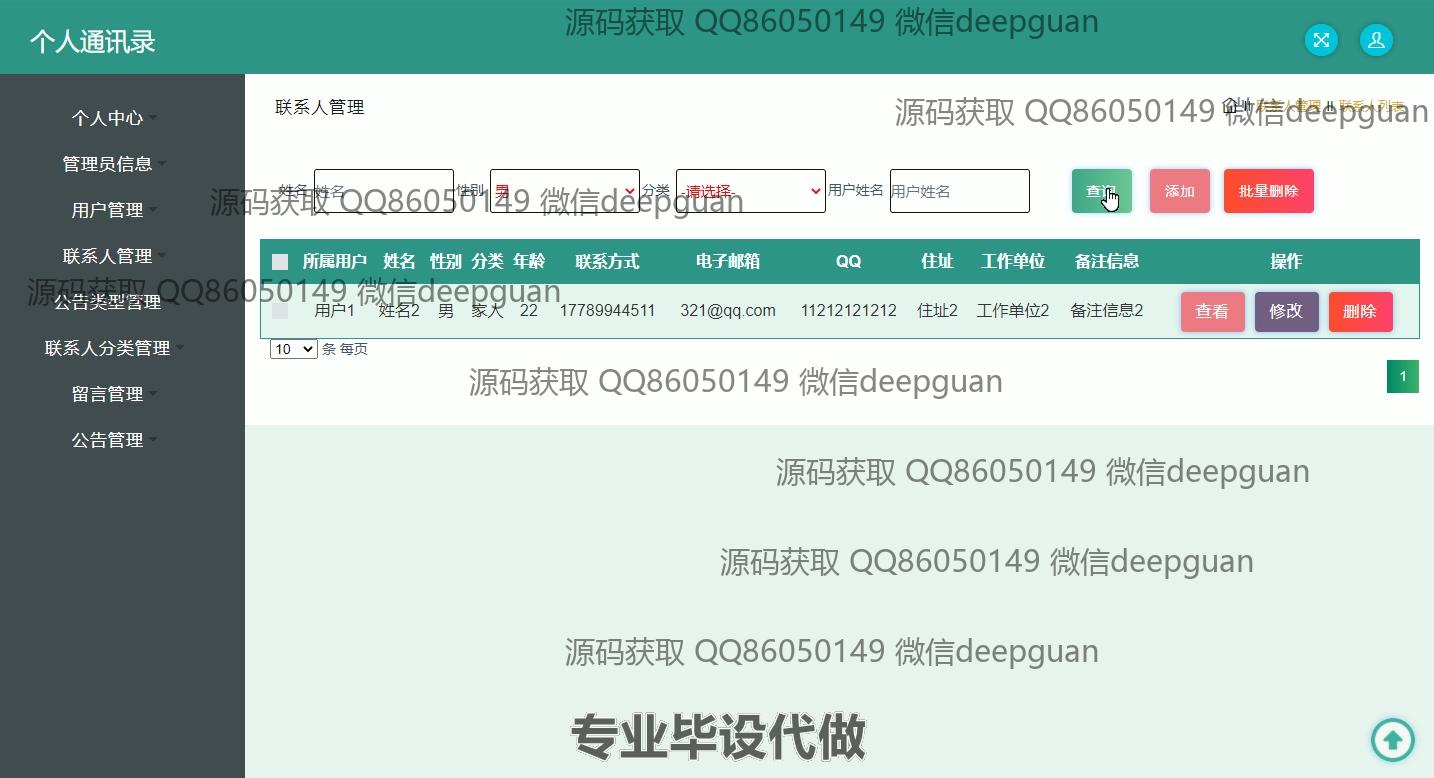 源码获取 QQ86050149 微信deepguan
个人通讯录
个人中心
管理员信息
用户管理
联系人管理
公告类型管理
联系人分类管理
留言管理
公告管理
联系人管理
联系人管理 // 联系人列表
源码获取 QQ86050149 微信deepguan
姓名 姓名 性别 男 分类 -请选择- 用户姓名 用户姓名 查询 添加 批量删除
源码获取 QQ86050149 微信deepguan
所属用户 姓名 性别 分类 年龄 联系方式 电子邮箱 QQ 住址 工作单位 备注信息 操作
源码获取 QQ86050149 微信deepguan
用户1 姓名2 男 家人 22 17789944511 321@qq.com 11212121212 住址2 工作单位2 备注信息2 查看 修改 删除
10 条 每页
1
源码获取 QQ86050149 微信deepguan
源码获取 QQ86050149 微信deepguan
源码获取 QQ86050149 微信deepguan
源码获取 QQ86050149 微信deepguan
专业毕设代做